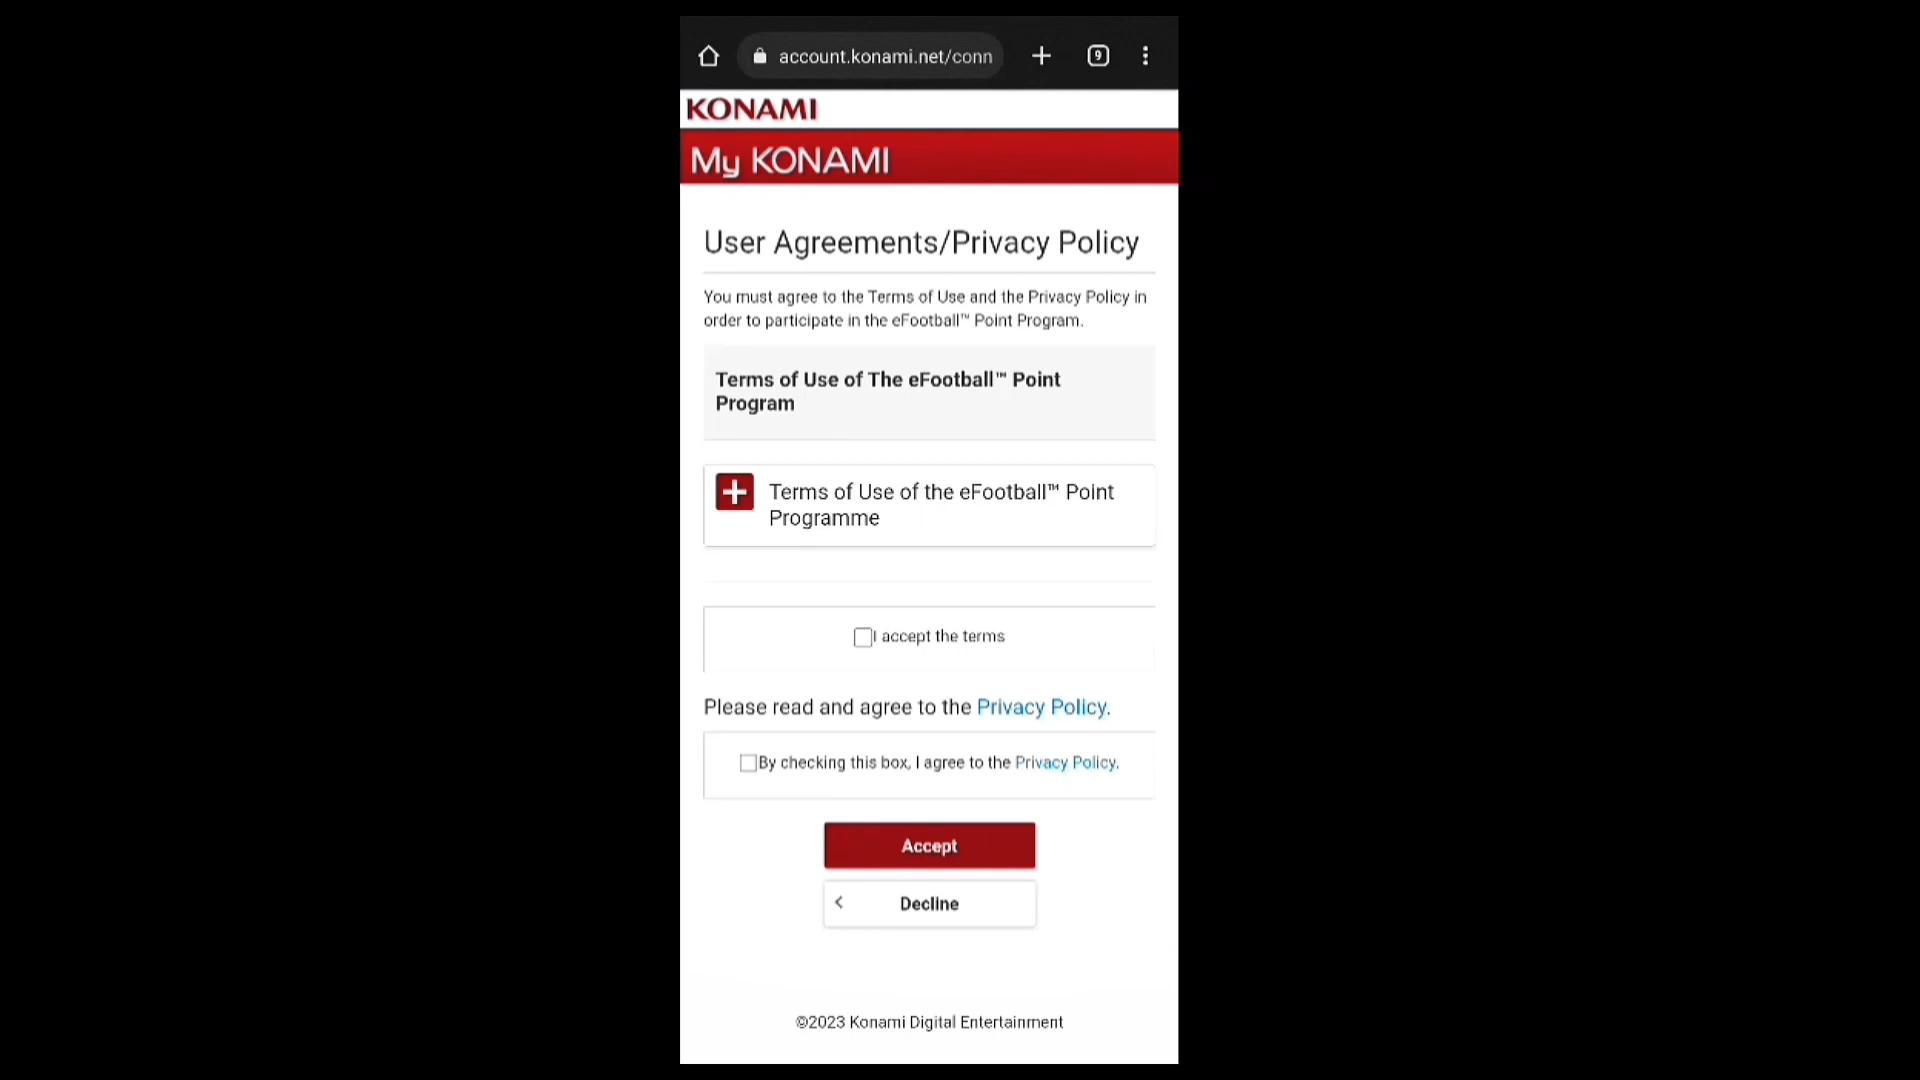 account.konami.net/conn
9
KONAMI
My KONAMI
User Agreements/Privacy Policy
You must agree to the Terms of Use and the Privacy Policy in
order to participate in the eFootball™ Point Program.
Terms of Use of The eFootball™ Point
Program
Terms of Use of the eFootball™ Point
Programme
I accept the terms
Please read and agree to the Privacy Policy.
By checking this box, I agree to the Privacy Policy.
Accept
Decline
©2023 Konami Digital Entertainment